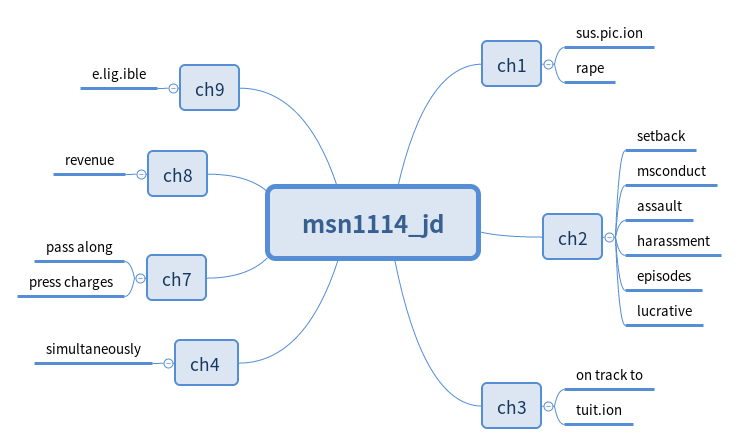 msn1114_jd
ch1
sus.pic.ion
rape
ch2
setback
msconduct
assault
harassment
episodes
lucrative
ch3
on track to
tuit.ion
ch4
simultaneously
ch7
pass along
press charges
ch8
revenue
ch9
e.lig.ible